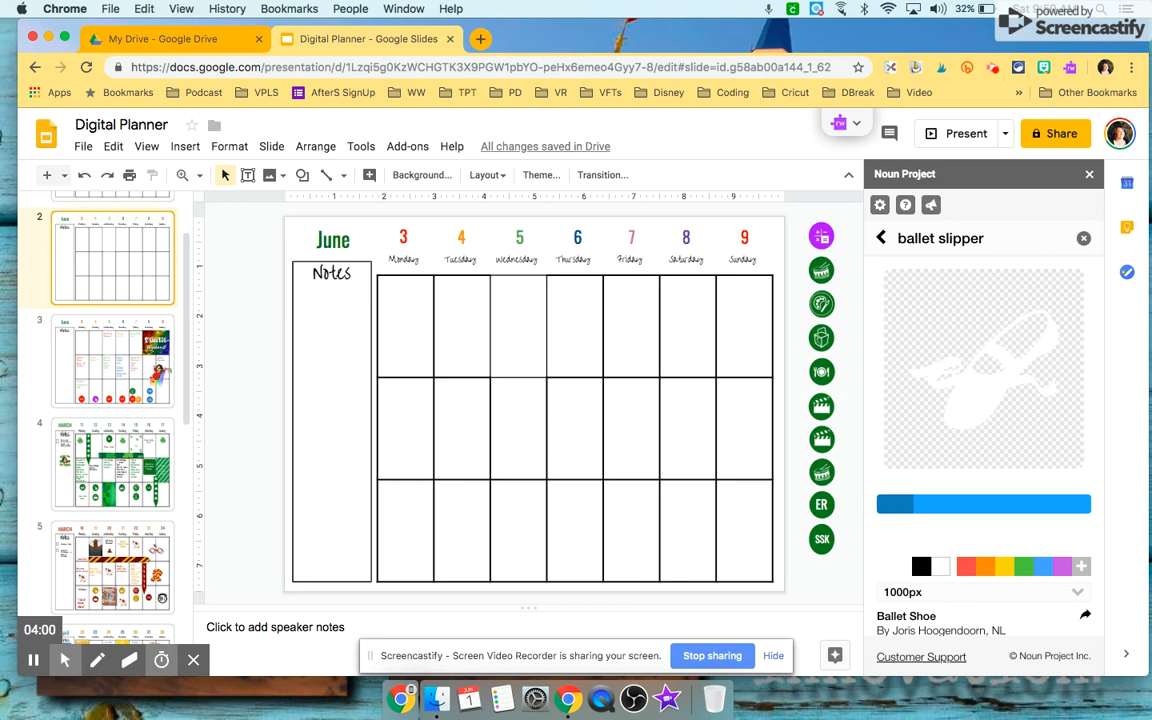 Chrome File Edit View History Bookmarks People Window Help
32%
powered by
Screencastify
My Drive - Google Drive
Digital Planner - Google Slides
https://docs.google.com/presentation/d/1Lzqi5g0KzWCHGTK3X9PGW1pbYO-peHx6emeo4Gyy7-8/edit#slide=id.g58ab00a144_1_62
Apps Bookmarks Podcast VPLS AfterS SignUp WW TPT PD VR VFTs Disney Coding Cricut DBreak Video » Other Bookmarks
Digital Planner
File Edit View Insert Format Slide Arrange Tools Add-ons Help All changes saved in Drive
Present
Share
Background... Layout Theme... Transition...
Noun Project
ballet slipper
2
3
4
5
June 3 4 5 6 7 8 9
Monday Tuesday Wednesday Thursday Friday Saturday Sunday
Notes
ER
SSK
1000px
Ballet Shoe
By Joris Hoogendoorn, NL
Customer Support © Noun Project Inc.
Click to add speaker notes
04:00
Screencastify - Screen Video Recorder is sharing your screen. Stop sharing Hide